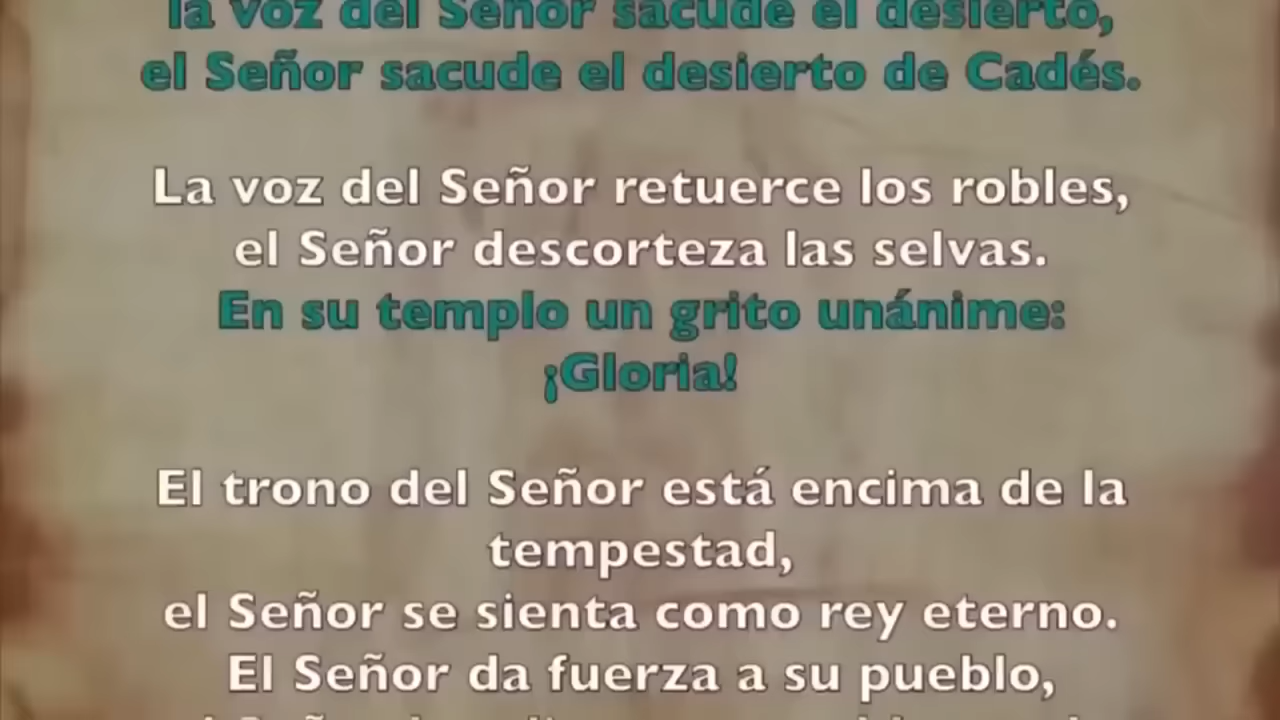 la voz del Señor sacude el desierto,
el Señor sacude el desierto de Cadés.
La voz del Señor retuerce los robles,
el Señor descorteza las selvas.
En su templo un grito unánime:
¡Gloria!
El trono del Señor está encima de la
tempestad,
el Señor se sienta como rey eterno.
El Señor da fuerza a su pueblo,